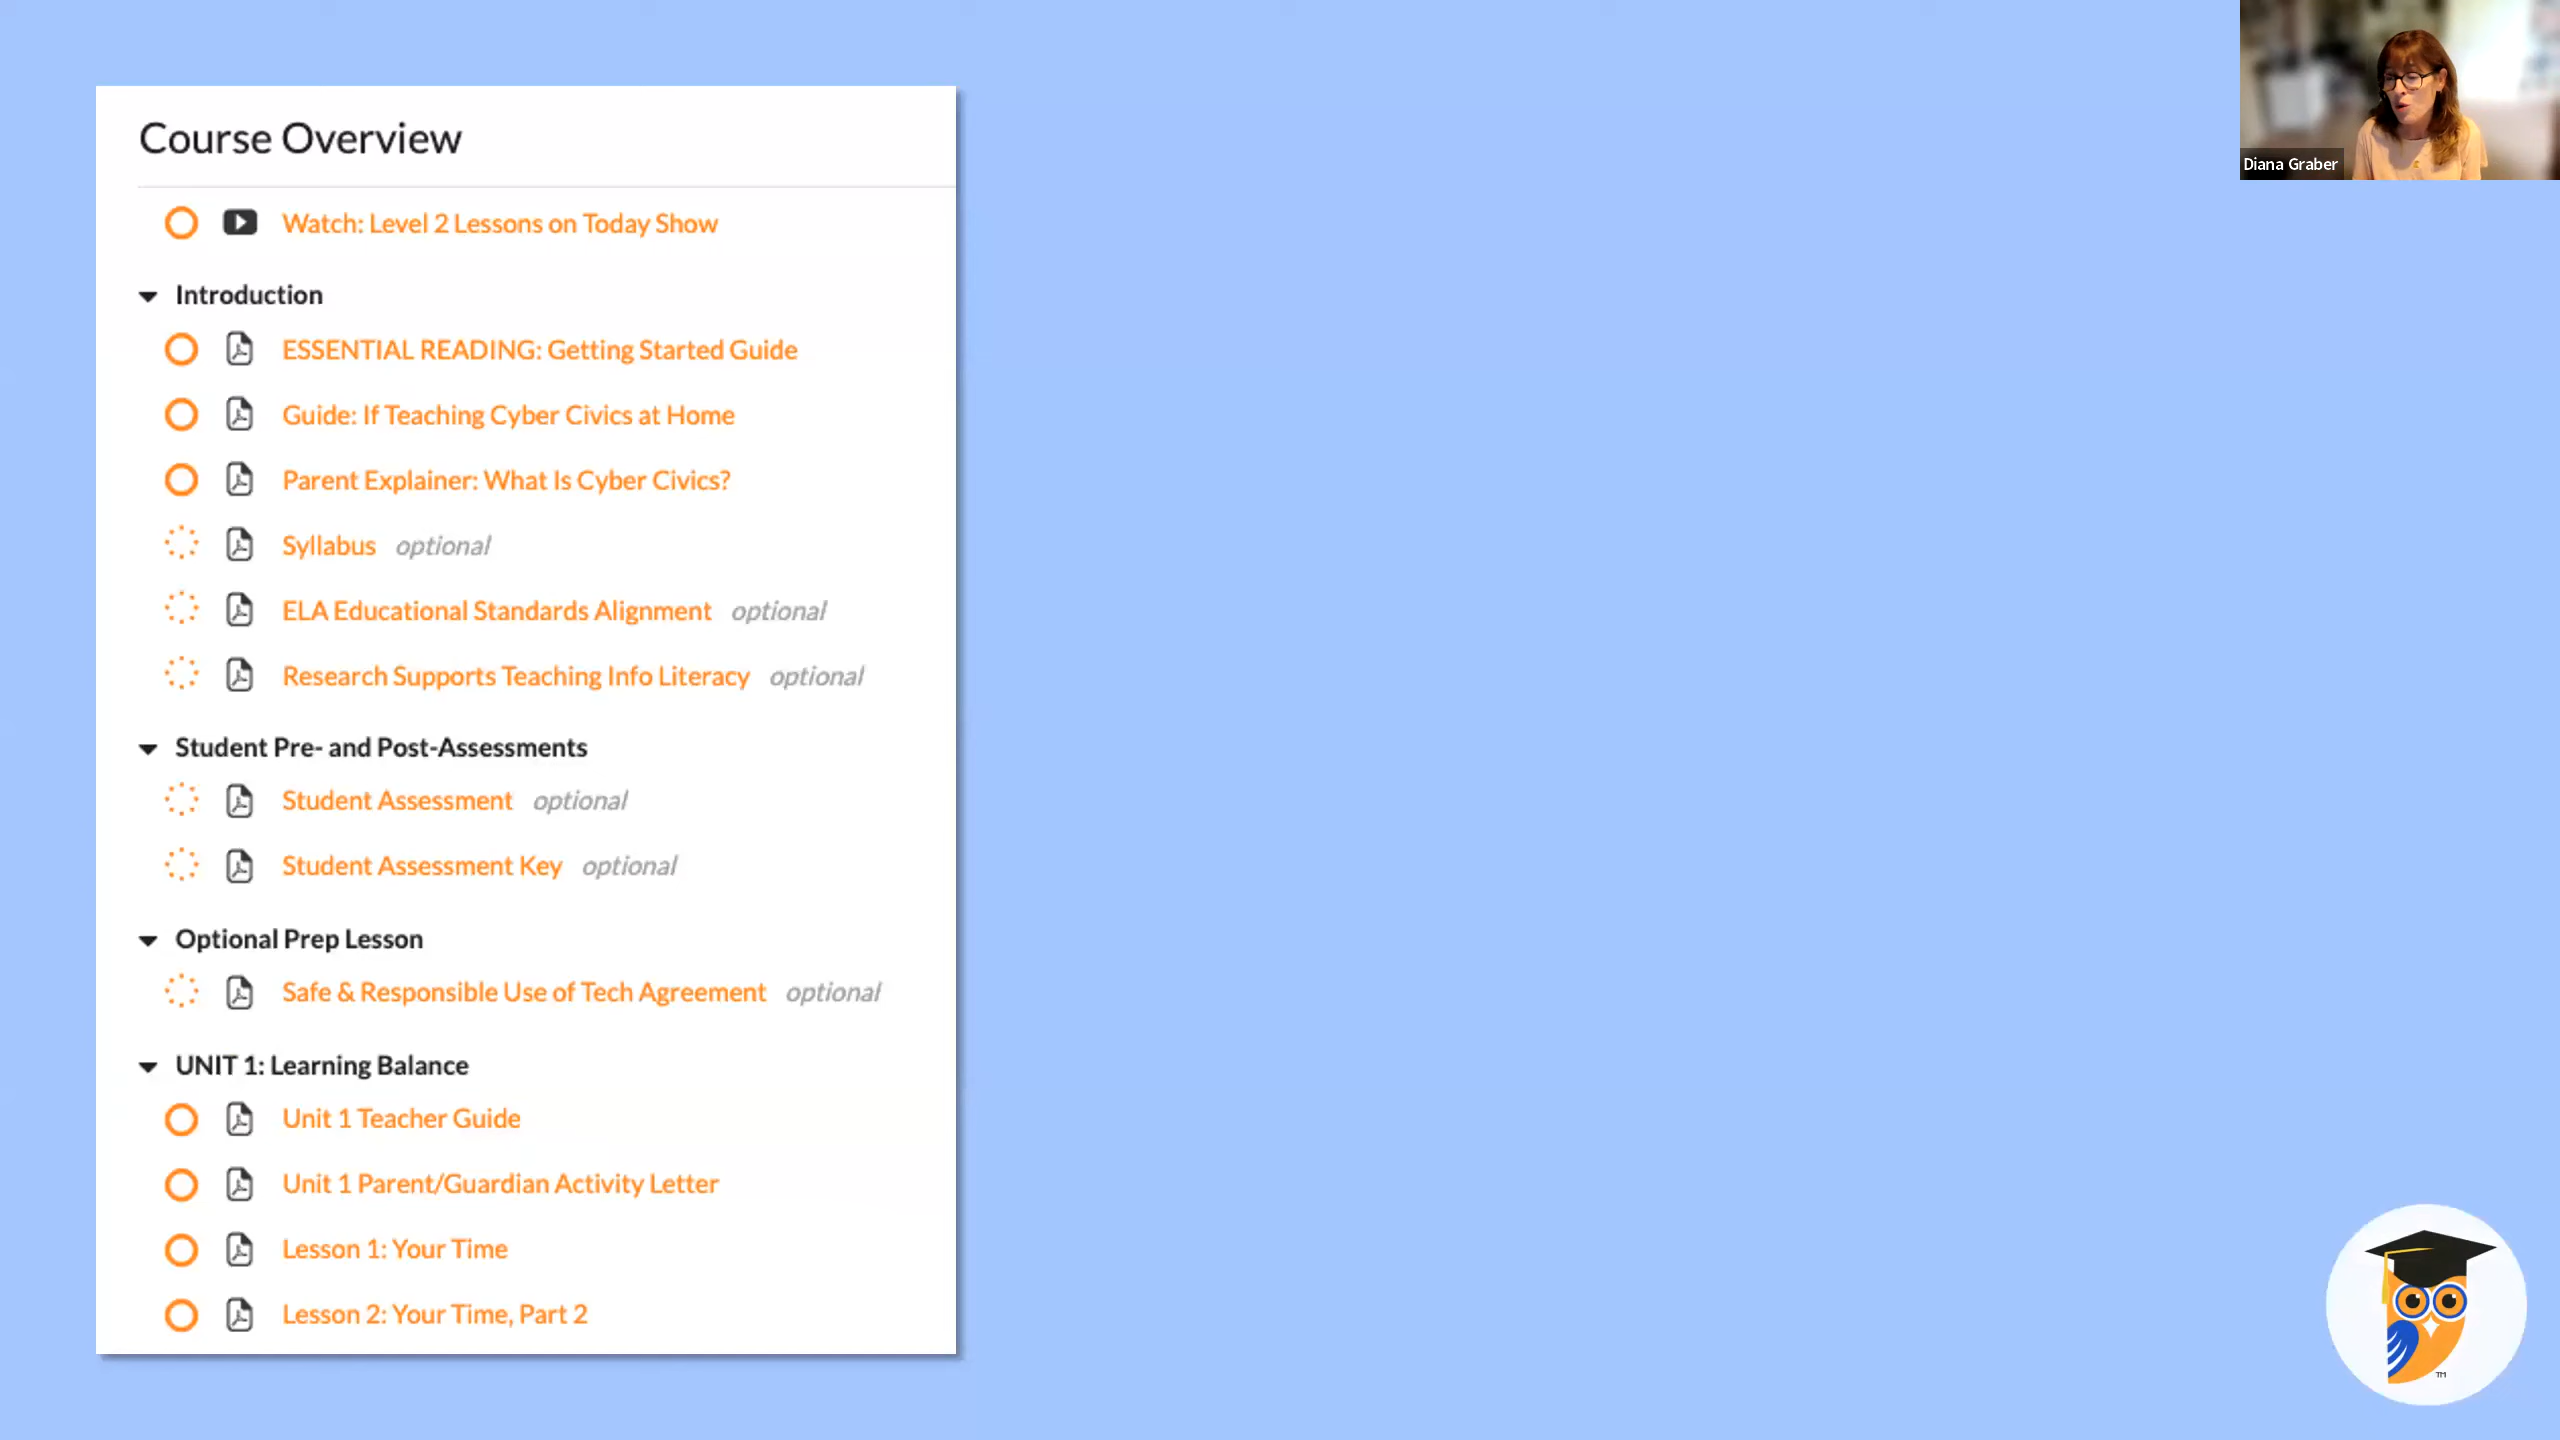 Course Overview
Watch: Level 2 Lessons on Today Show
Introduction
ESSENTIAL READING: Getting Started Guide
Guide: If Teaching Cyber Civics at Home
Parent Explainer: What Is Cyber Civics?
Syllabus optional
ELA Educational Standards Alignment optional
Research Supports Teaching Info Literacy optional
Student Pre- and Post-Assessments
Student Assessment optional
Student Assessment Key optional
Optional Prep Lesson
Safe & Responsible Use of Tech Agreement optional
UNIT 1: Learning Balance
Unit 1 Teacher Guide
Unit 1 Parent/Guardian Activity Letter
Lesson 1: Your Time
Lesson 2: Your Time, Part 2
Diana Graber
TM